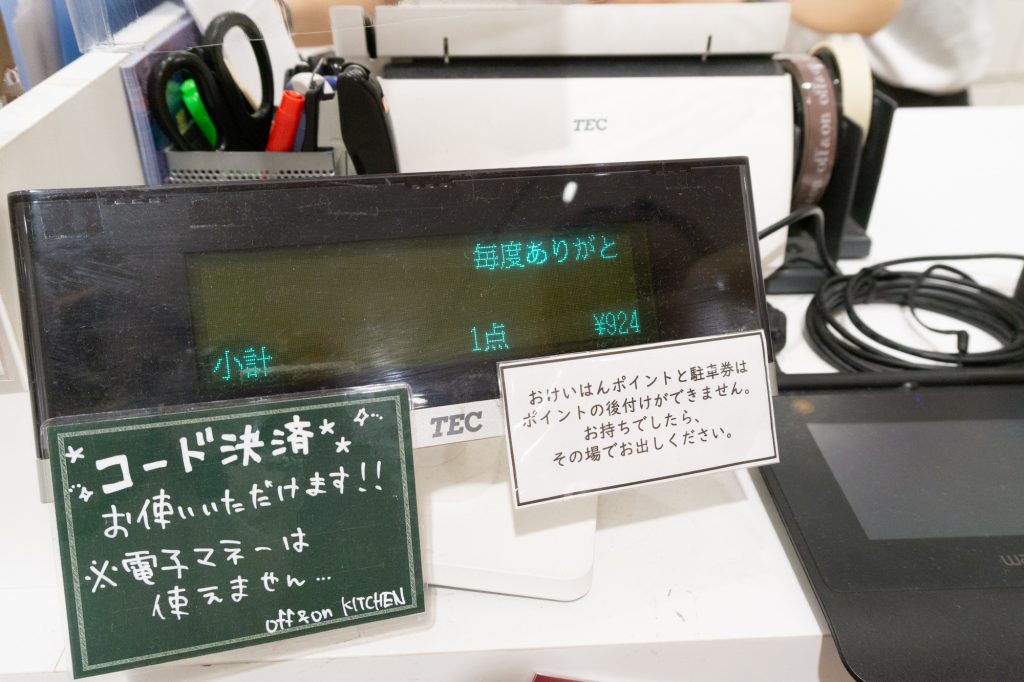 TEC
off&on
毎度ありがと
小計 1点 ¥924
TEC
おけいはんポイントと駐車券は
ポイントの後付けができません。
お持ちでしたら、
その場でお出しください。
コード決済
お使いいただけます!!
※電子マネーは
使えません…
off&on KITCHEN